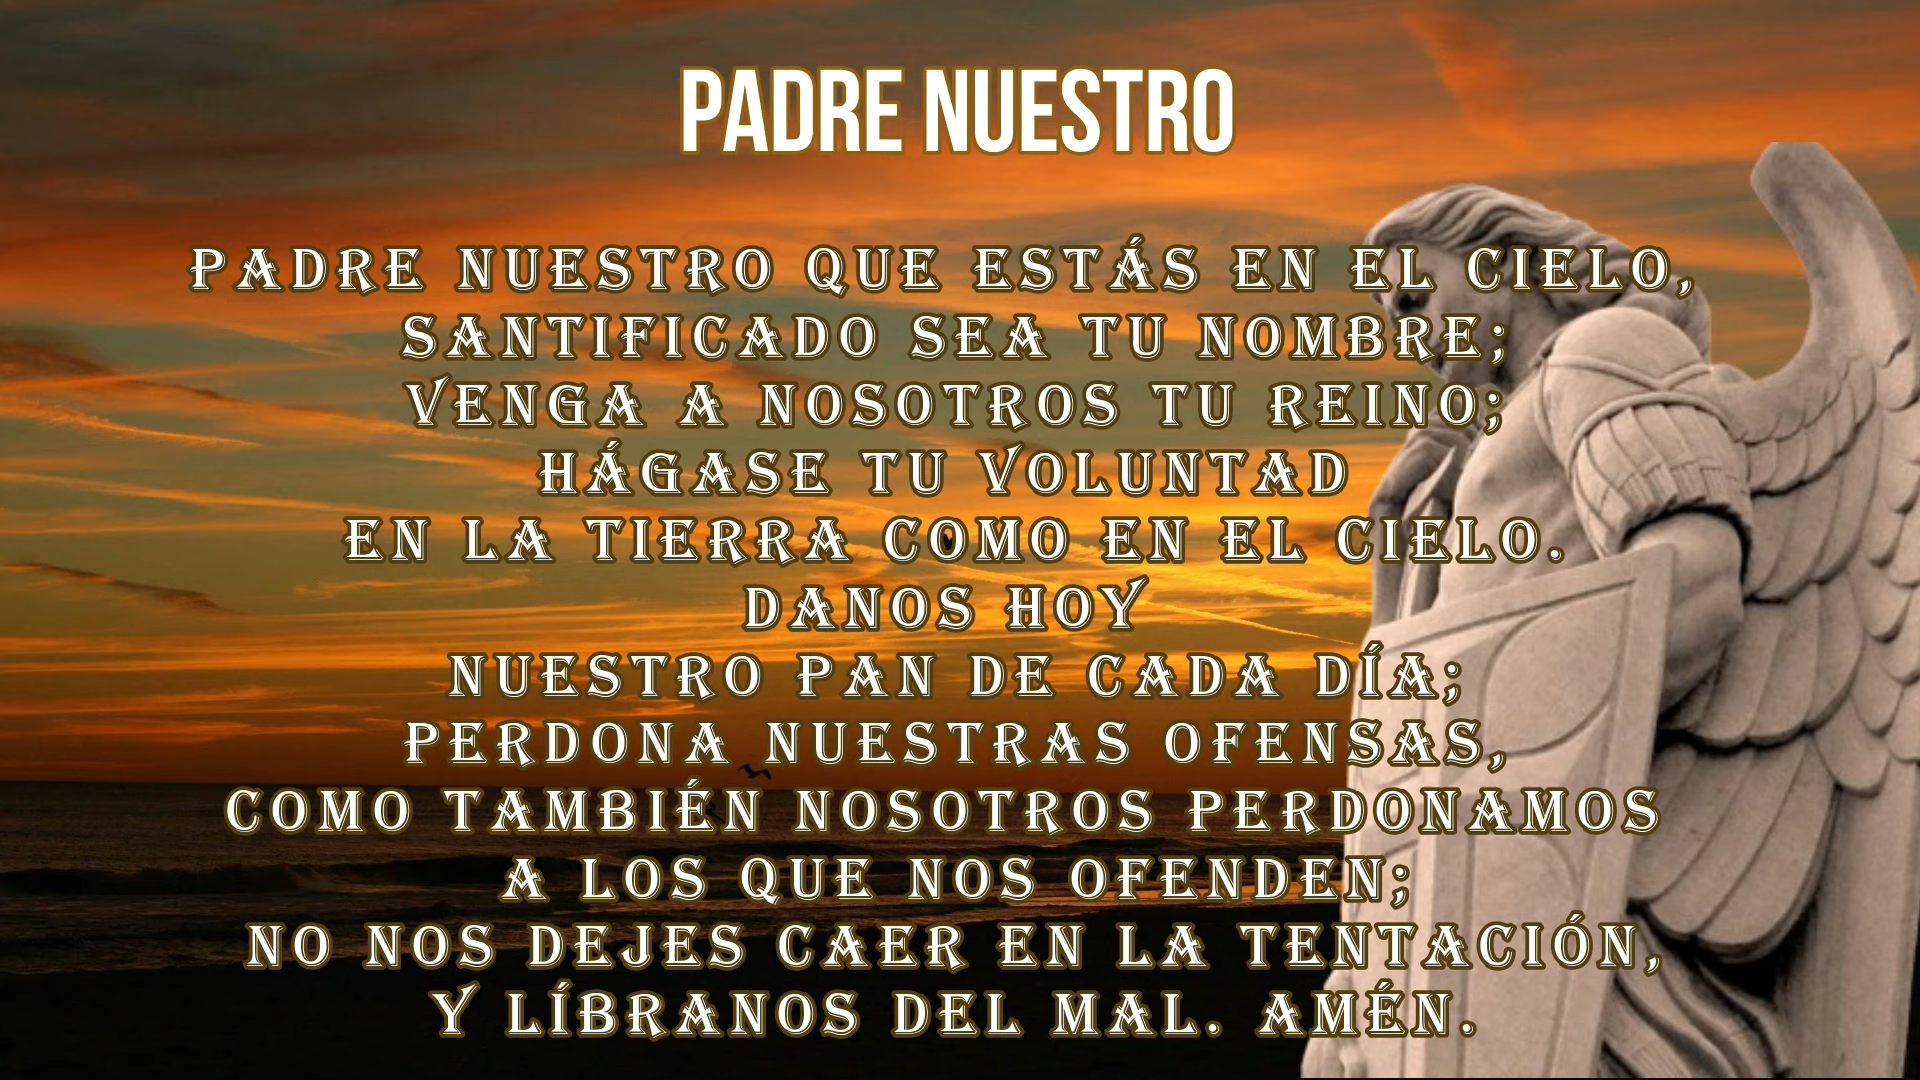 PADRE NUESTRO
PADRE NUESTRO QUE ESTÁS EN EL CIELO,
SANTIFICADO SEA TU NOMBRE;
VENGA A NOSOTROS TU REINO;
HÁGASE TU VOLUNTAD
EN LA TIERRA COMO EN EL CIELO.
DANOS HOY
NUESTRO PAN DE CADA DÍA;
PERDONA NUESTRAS OFENSAS,
COMO TAMBIÉN NOSOTROS PERDONAMOS
A LOS QUE NOS OFENDEN;
NO NOS DEJES CAER EN LA TENTACIÓN,
Y LÍBRANOS DEL MAL. AMÉN.